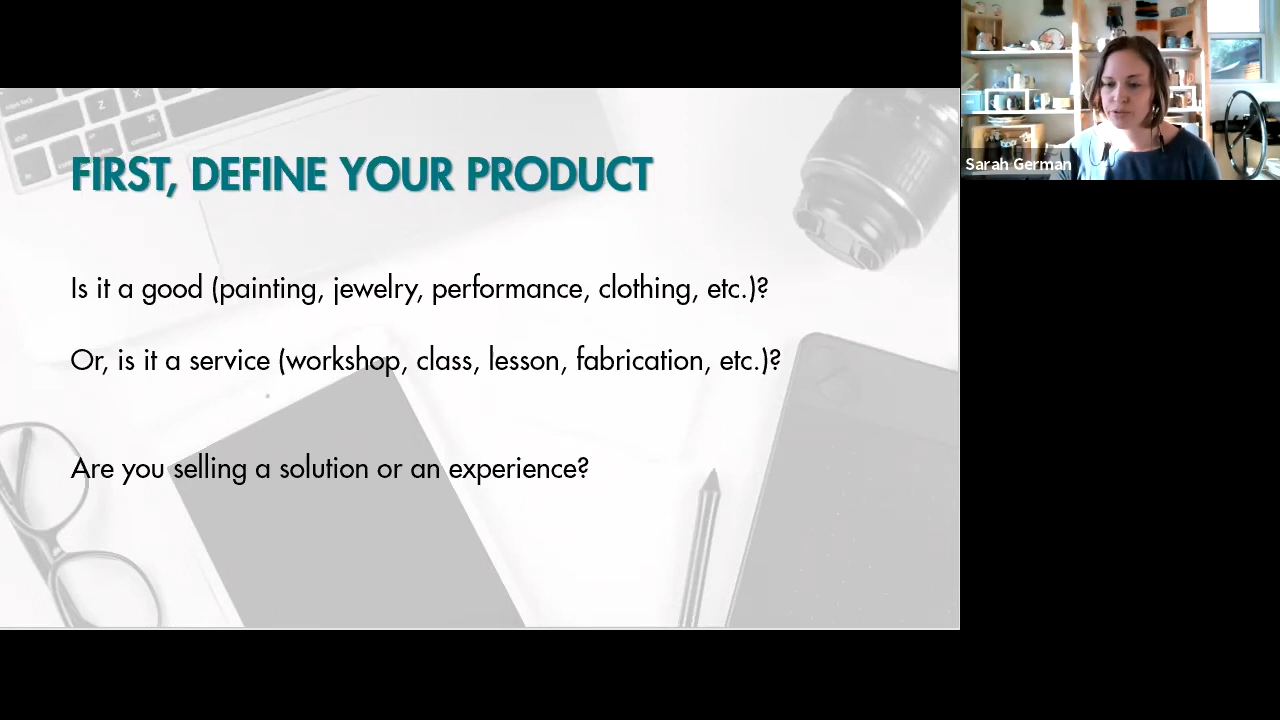 FIRST, DEFINE YOUR PRODUCT
Is it a good (painting, jewelry, performance, clothing, etc.)?
Or, is it a service (workshop, class, lesson, fabrication, etc.)?
Are you selling a solution or an experience?
Sarah German